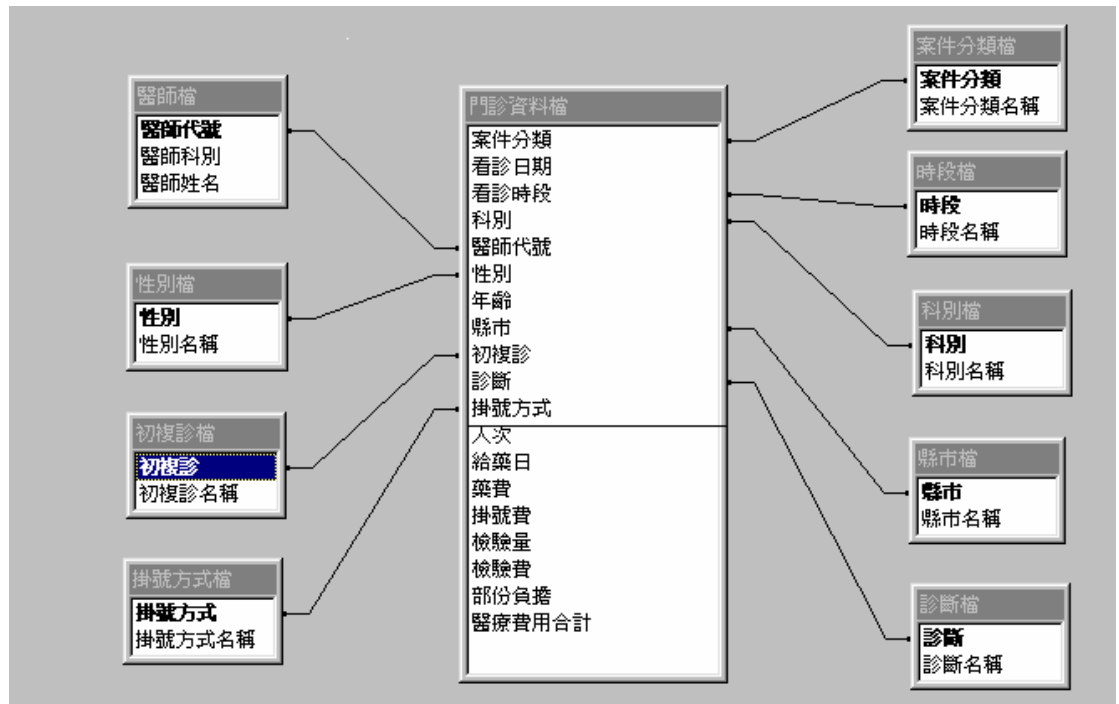 醫師檔
醫師代號
醫師科別
醫師姓名
性別檔
性別
性別名稱
初複診檔
初複診
初複診名稱
掛號方式檔
掛號方式
掛號方式名稱
門診資料檔
案件分類
看診日期
看診時段
科別
醫師代號
性別
年齡
縣市
初複診
診斷
掛號方式
人次
給藥日
藥費
掛號費
檢驗量
檢驗費
部份負擔
醫療費用合計
案件分類檔
案件分類
案件分類名稱
時段檔
時段
時段名稱
科別檔
科別
科別名稱
縣市檔
縣市
縣市名稱
診斷檔
診斷
診斷名稱